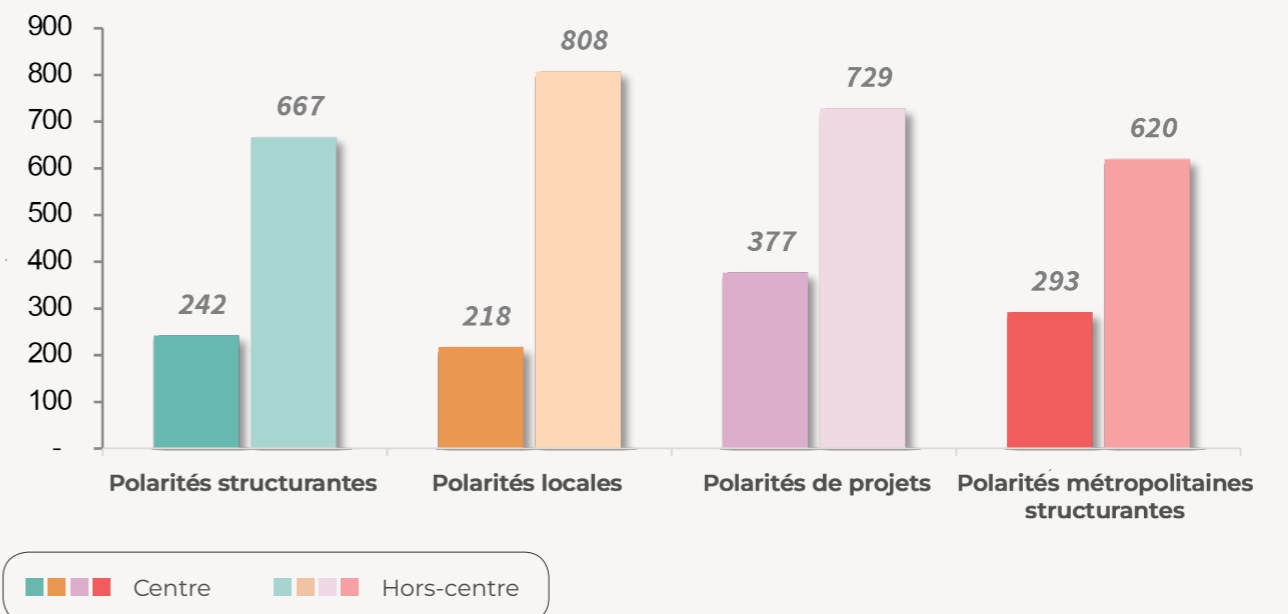 900
800
700
600
500
400
300
200
100
-
242
667
218
808
377
729
293
620
Polarités structurantes
Polarités locales
Polarités de projets
Polarités métropolitaines
structurantes
Centre
Hors-centre